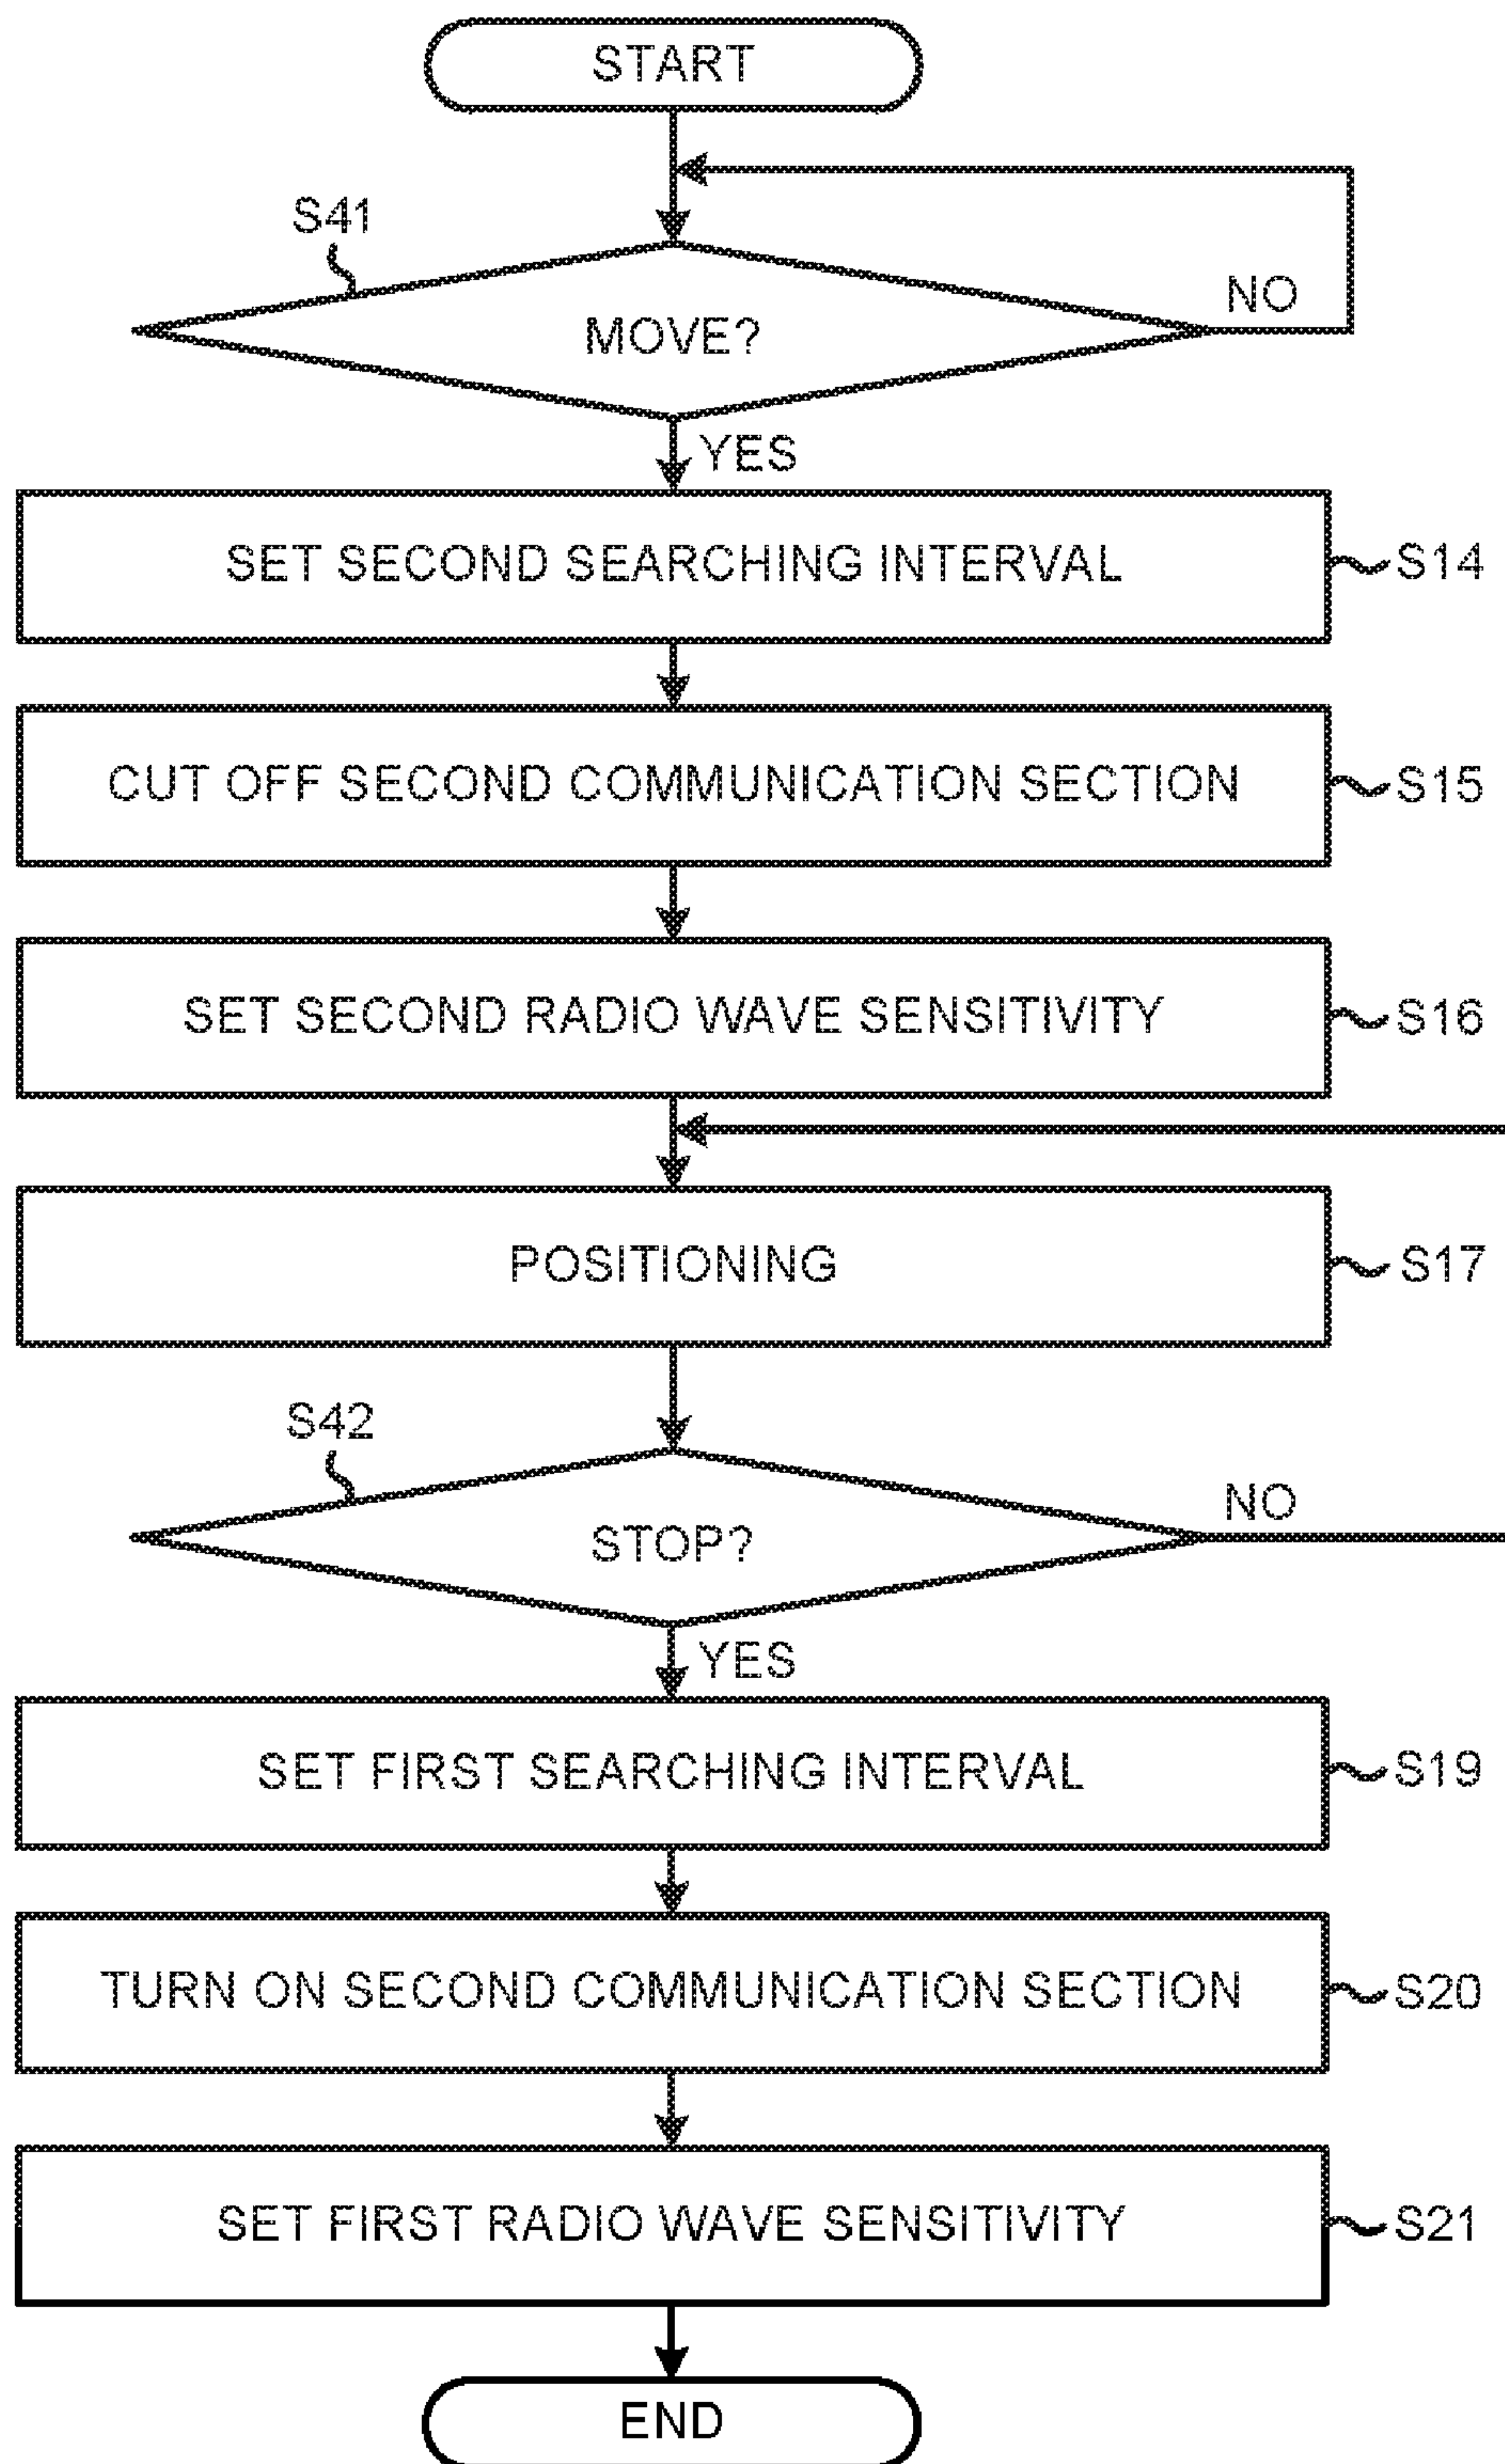 START
S41
MOVE?
NO
YES
SET SECOND SEARCHING INTERVAL
S14
CUT OFF SECOND COMMUNICATION SECTION
S15
SET SECOND RADIO WAVE SENSITIVITY
S16
POSITIONING
S17
S42
STOP?
NO
YES
SET FIRST SEARCHING INTERVAL
S19
TURN ON SECOND COMMUNICATION SECTION
S20
SET FIRST RADIO WAVE SENSITIVITY
S21
END